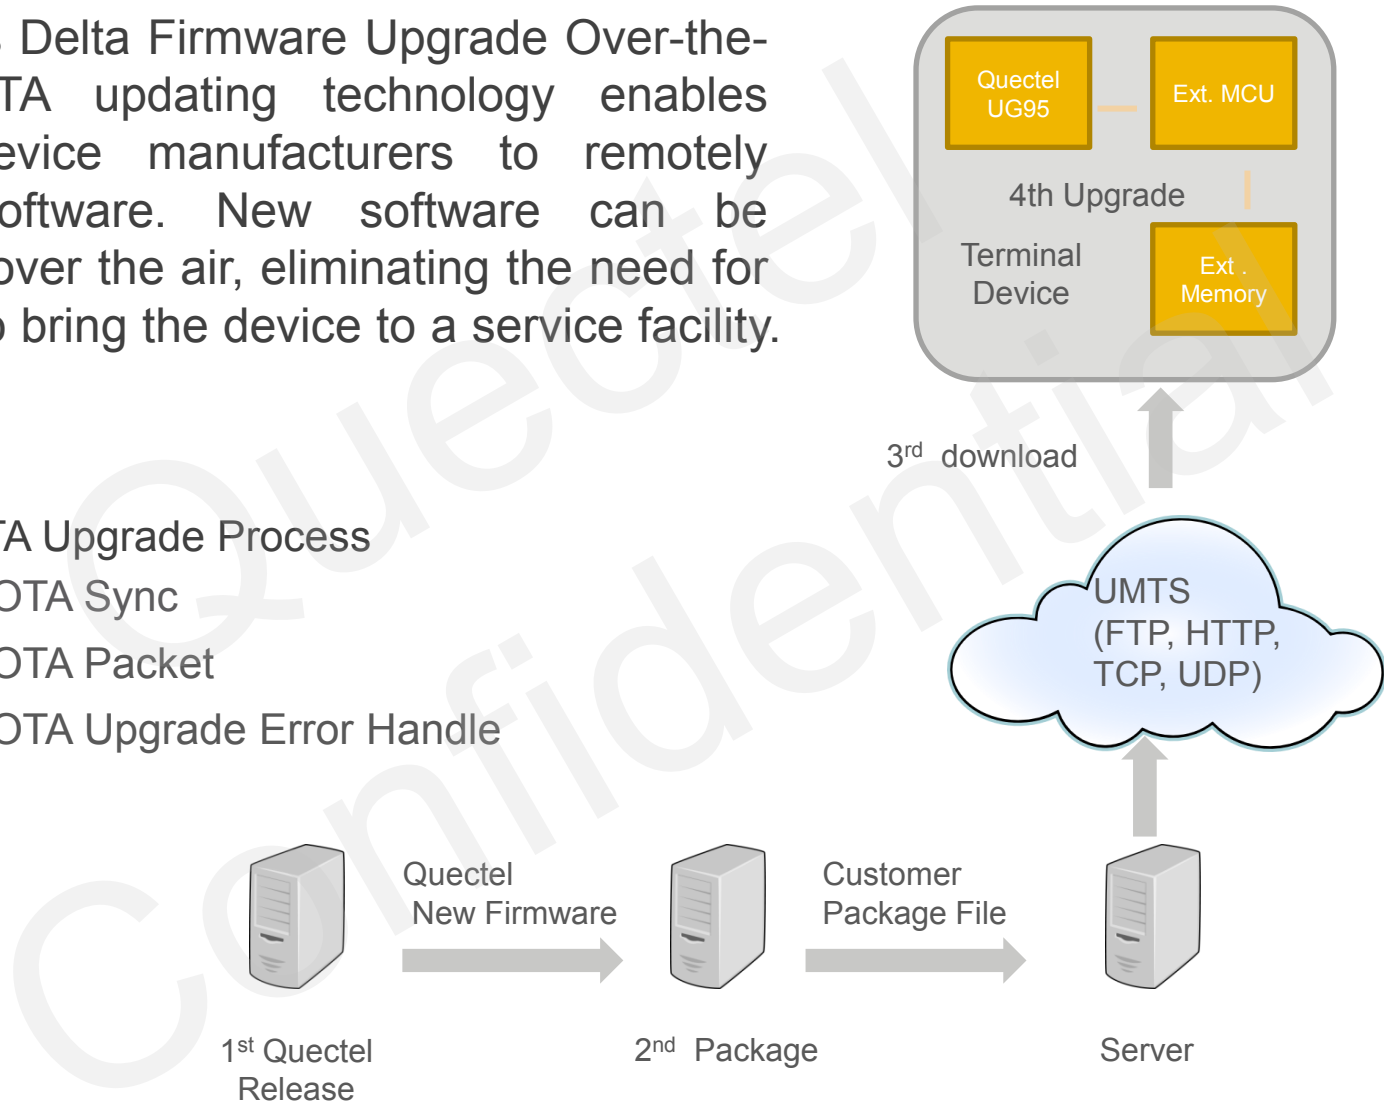 Delta Firmware Upgrade Over-the-
TA updating technology enables
evice manufacturers to remotely
oftware. New software can be
over the air, eliminating the need for
bring the device to a service facility.
TA Upgrade Process
OTA Sync
OTA Packet
OTA Upgrade Error Handle
Quectel
UG95
Ext. MCU
4th Upgrade
Terminal
Device
Ext .
Memory
3rd download
UMTS
(FTP, HTTP,
TCP, UDP)
Quectel
New Firmware
Customer
Package File
1st Quectel
Release
2nd Package
Server
Quectel
Confidential